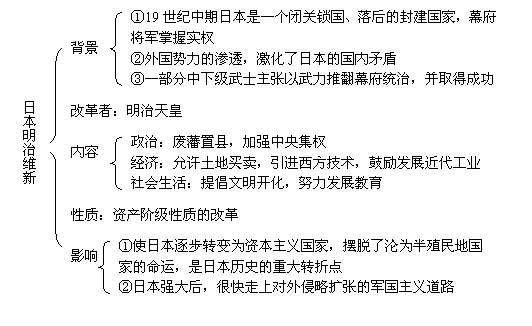 日本明治维新
背景
①19世纪中期日本是一个闭关锁国、落后的封建国家，幕府
将军掌握实权
②外国势力的渗透，激化了日本的国内矛盾
③一部分中下级武士主张以武力推翻幕府统治，并取得成功
改革者：明治天皇
内容
政治：废藩置县，加强中央集权
经济：允许土地买卖，引进西方技术，鼓励发展近代工业
社会生活：提倡文明开化，努力发展教育
性质：资产阶级性质的改革
影响
①使日本逐步转变为资本主义国家，摆脱了沦为半殖民地国
家的命运，是日本历史的重大转折点
②日本强大后，很快走上对外侵略扩张的军国主义道路